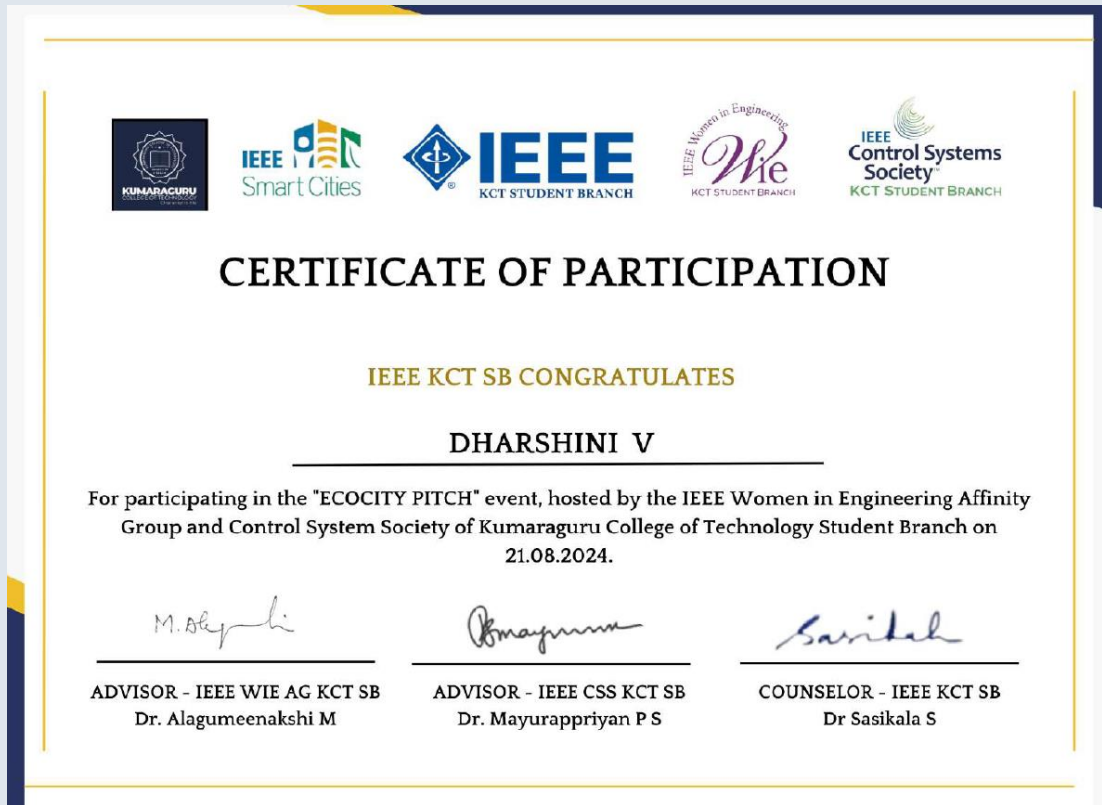 KUMARAGURU
COLLEGE OF TECHNOLOGY
IEEE
Smart Cities
IEEE
KCT STUDENT BRANCH
IEEE Women in Engineering
Wie
KCT STUDENT BRANCH
IEEE
Control Systems
Society™
KCT STUDENT BRANCH
CERTIFICATE OF PARTICIPATION
IEEE KCT SB CONGRATULATES
DHARSHINI V
For participating in the "ECOCITY PITCH" event, hosted by the IEEE Women in Engineering Affinity
Group and Control System Society of Kumaraguru College of Technology Student Branch on
21.08.2024.
Sasikal
ADVISOR - IEEE WIE AG KCT SB
Dr. Alagumeenakshi M
ADVISOR - IEEE CSS KCT SB
Dr. Mayurappriyan P S
COUNSELOR - IEEE KCT SB
Dr Sasikala S